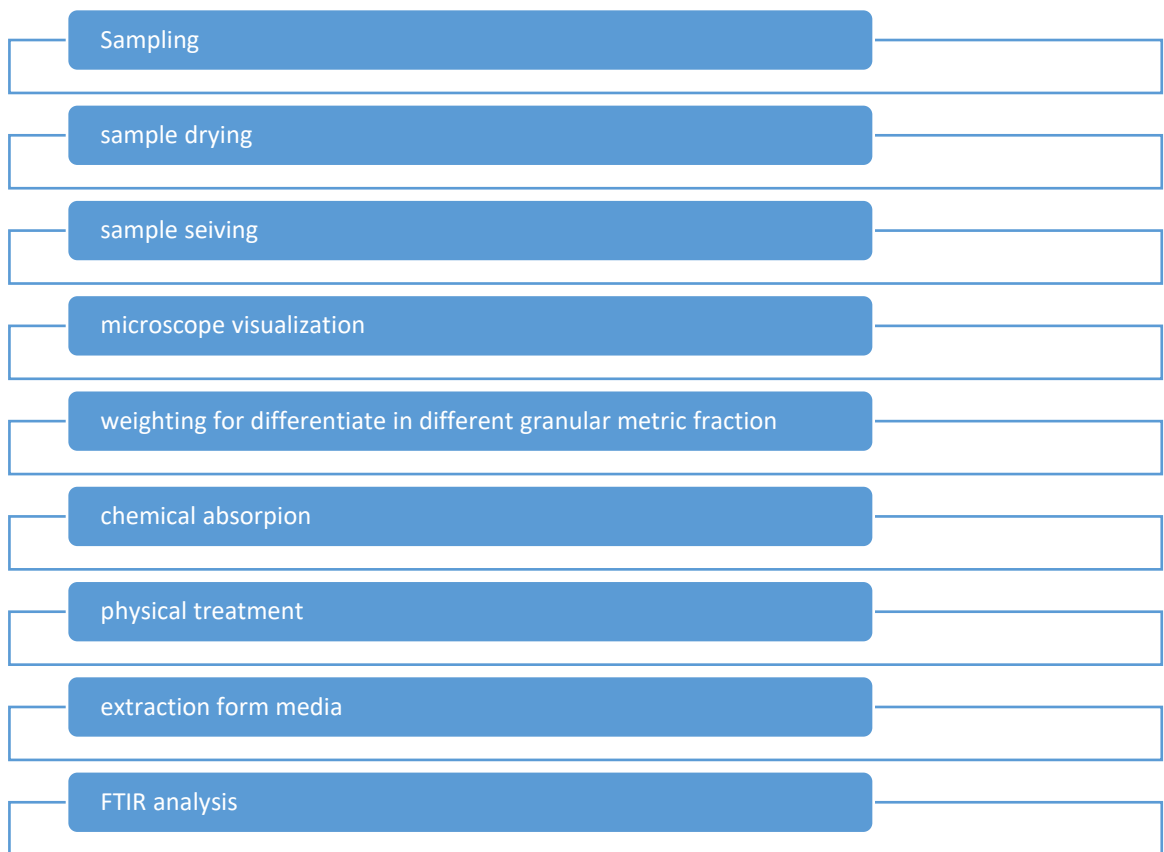 Sampling
sample drying
sample seiving
microscope visualization
weighting for differentiate in different granular metric fraction
chemical absorpion
physical treatment
extraction form media
FTIR analysis